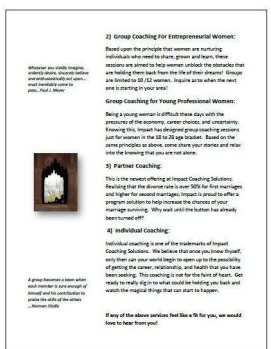 2) Group Coaching For Entrepreneurial Women:
Based upon the principle that women are nurturing
individuals who need to share, grown and learn, these
sessions are aimed to help women unblock the obstacles that
are holding them back from the life of their dreams! Groups
are limited to 10/12 women. Inquire as to when the next
one is starting in your area!
Whatever you vividly imagine,
ardently desire, sincerely believe
and enthusiastically act upon...
must inevitably come to
pass...Paul J. Meyer
Group Coaching for Young Professional Women:
Being a young woman is difficult these days with the
pressures of the economy, career choices, and uncertainty.
Knowing this, Impact has designed group coaching sessions
just for women in the 18 to 28 age bracket. Based on the
same principles as above, come share your stories and relax
into the knowing that you are not alone.
3) Partner Coaching:
This is the newest offering at Impact Coaching Solutions.
Realizing that the divorce rate is over 50% for first marriages
and higher for second marriages, Impact is proud to offer a
program solution to help increase the chances of your
marriage surviving. Why wait until the button has already
been turned off?
4) Individual Coaching:
Individual coaching is one of the trademarks of Impact
Coaching Solutions. We believe that once you know thyself,
only then can your world begin to open up to the possibility
of getting the career, relationship, and health that you have
been seeking. This coaching is not for the faint of heart. Get
ready to really dig in to what could be holding you back and
watch the magical things that can start to happen.
A group becomes a team when
each member is sure enough of
himself and his contribution to
praise the skills of the others
...Norman Shidle
If any of the above services feel like a fit for you, we would
love to hear from you!